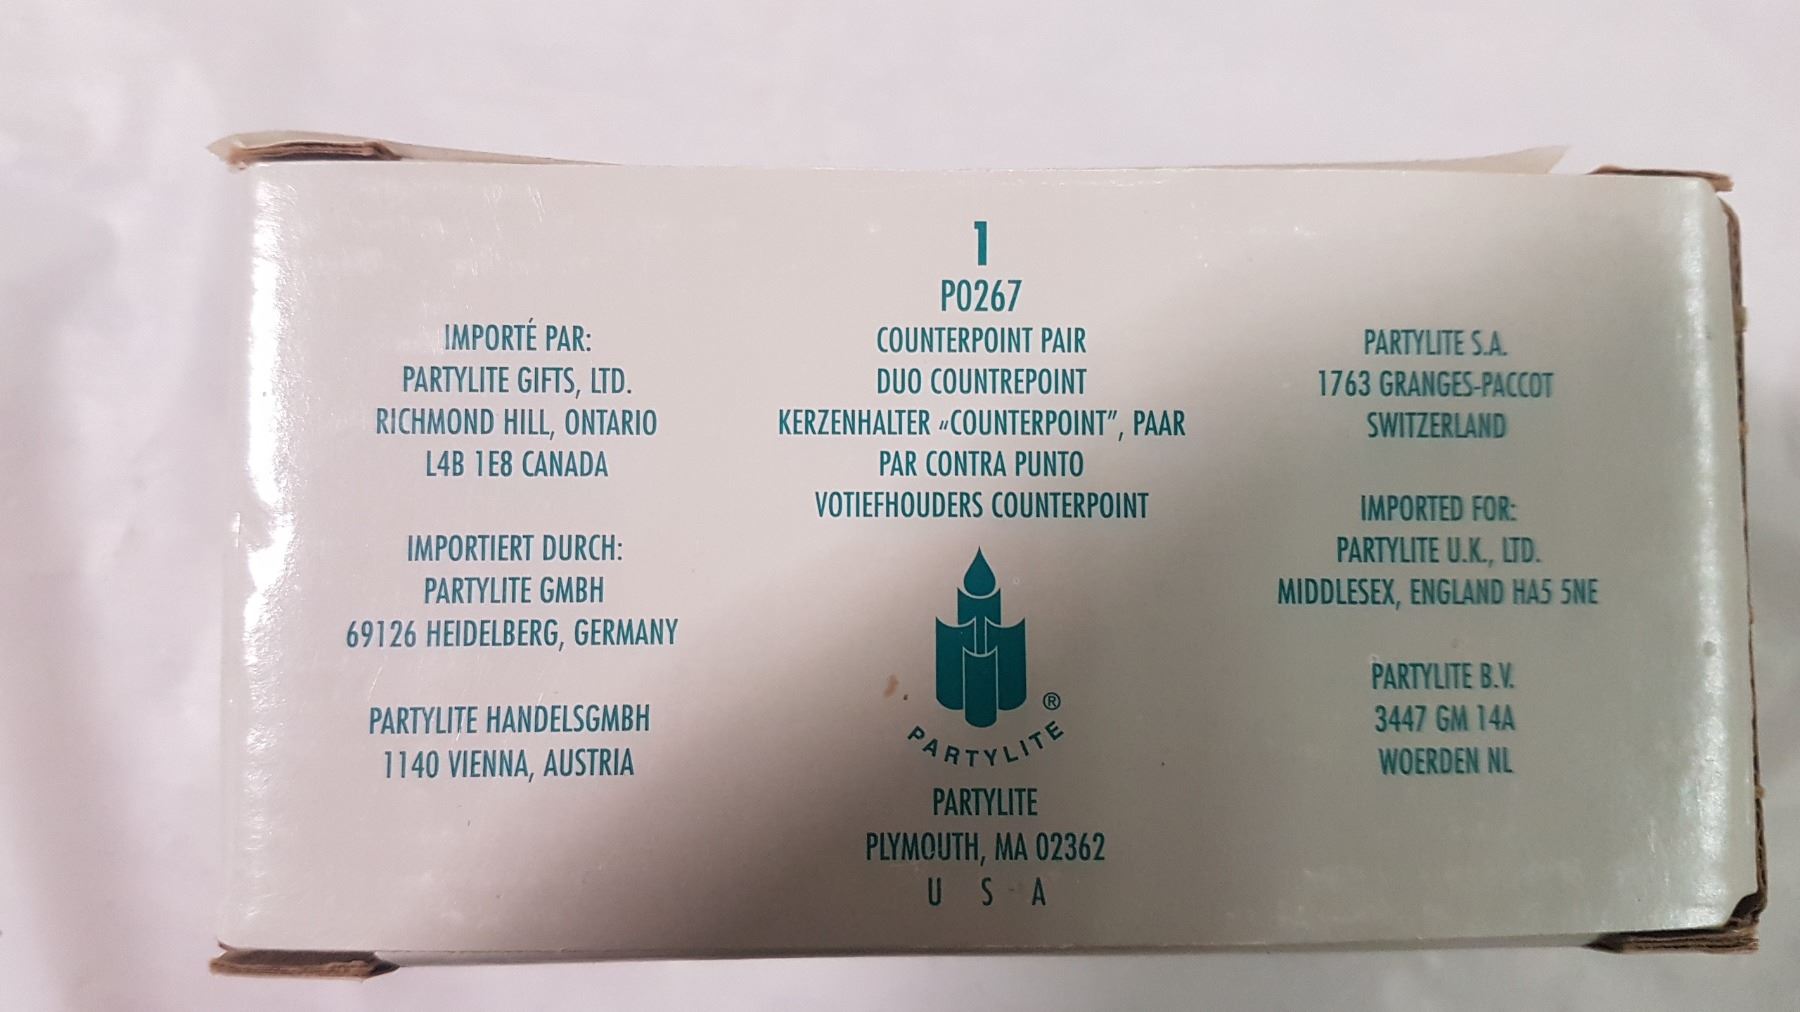 1
P0267
COUNTERPOINT PAIR
DUO COUNTREPOINT
KERZENHALTER „COUNTERPOINT”, PAAR
PAR CONTRA PUNTO
VOTIEFHOUDERS COUNTERPOINT
IMPORTÉ PAR:
PARTYLITE GIFTS, LTD.
RICHMOND HILL, ONTARIO
L4B 1E8 CANADA
IMPORTIERT DURCH:
PARTYLITE GMBH
69126 HEIDELBERG, GERMANY
PARTYLITE HANDELSGMBH
1140 VIENNA, AUSTRIA
PARTYLITE ®
PARTYLITE
PLYMOUTH, MA 02362
U S A
PARTYLITE S.A.
1763 GRANGES-PACCOT
SWITZERLAND
IMPORTED FOR:
PARTYLITE U.K., LTD.
MIDDLESEX, ENGLAND HA5 5NE
PARTYLITE B.V.
3447 GM 14A
WOERDEN NL